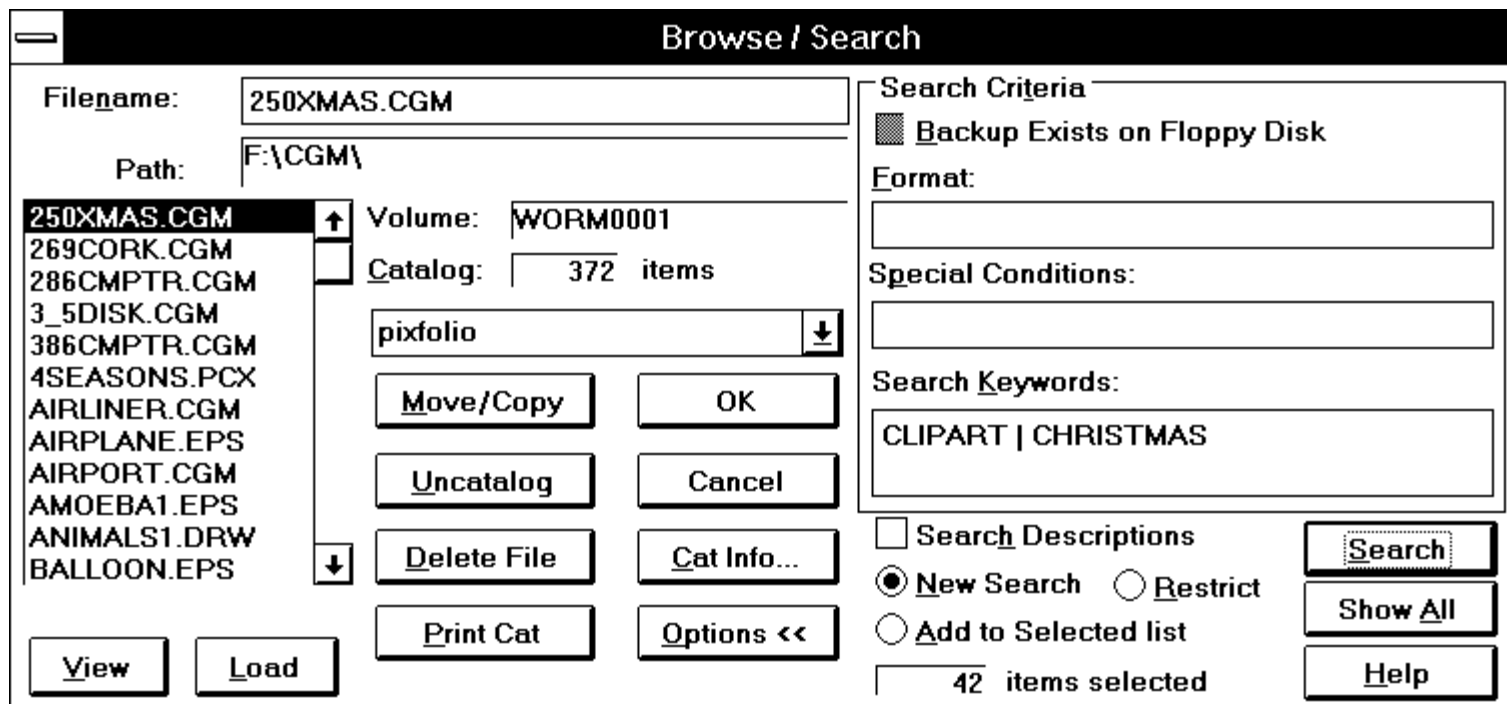 Browse / Search
Filename: 250XMAS.CGM
Path: F:\CGM\
250XMAS.CGM
269CORK.CGM
286CMPTR.CGM
3_5DISK.CGM
386CMPTR.CGM
4SEASONS.PCX
AIRLINER.CGM
AIRPLANE.EPS
AIRPORT.CGM
AMOEBA1.EPS
ANIMALS1.DRW
BALLOON.EPS
View Load
Volume: WORM0001
Catalog: 372 items
pixfolio
Move/Copy OK
Uncatalog Cancel
Delete File Cat Info...
Print Cat Options <<
Search Criteria
Backup Exists on Floppy Disk
Format:
Special Conditions:
Search Keywords:
CLIPART | CHRISTMAS
Search Descriptions
New Search Restrict
Add to Selected list
42 items selected
Search
Show All
Help